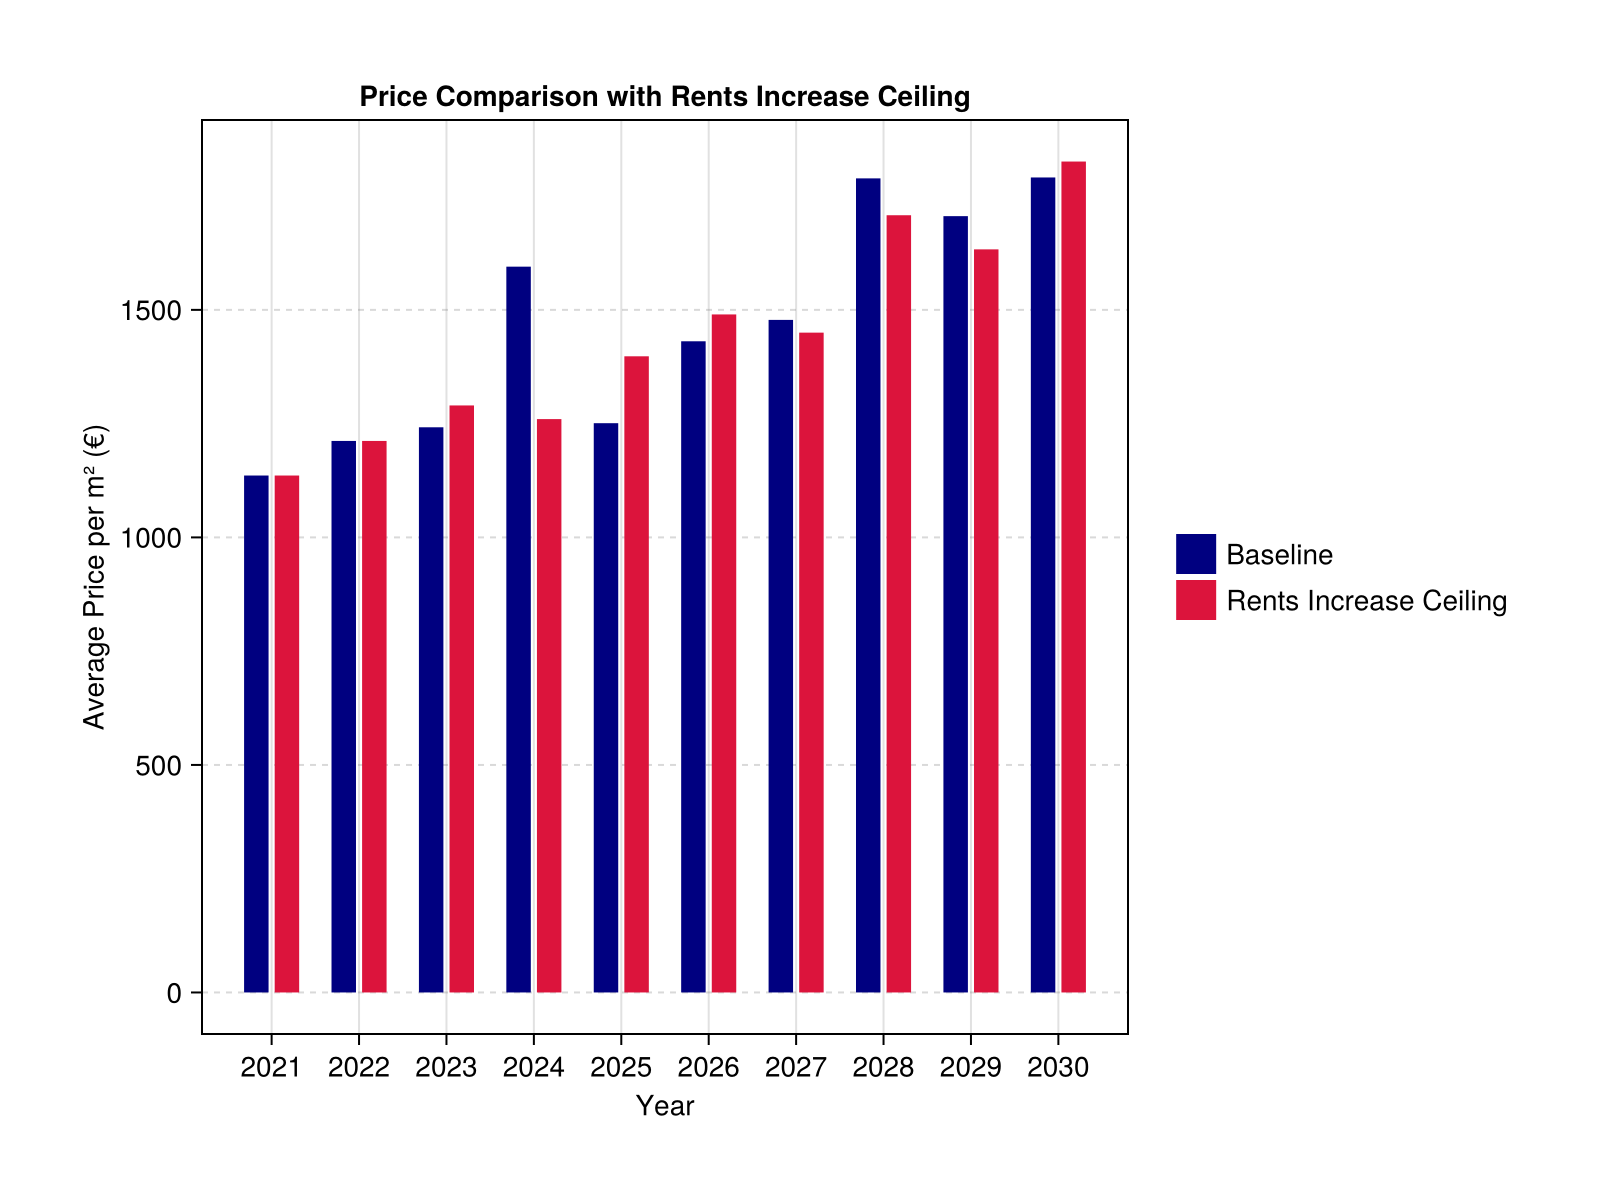 Price Comparison with Rents Increase Ceiling
Average Price per m² (€)
1500
1000
500
0
2021 2022 2023 2024 2025 2026 2027 2028 2029 2030
Year
Baseline
Rents Increase Ceiling